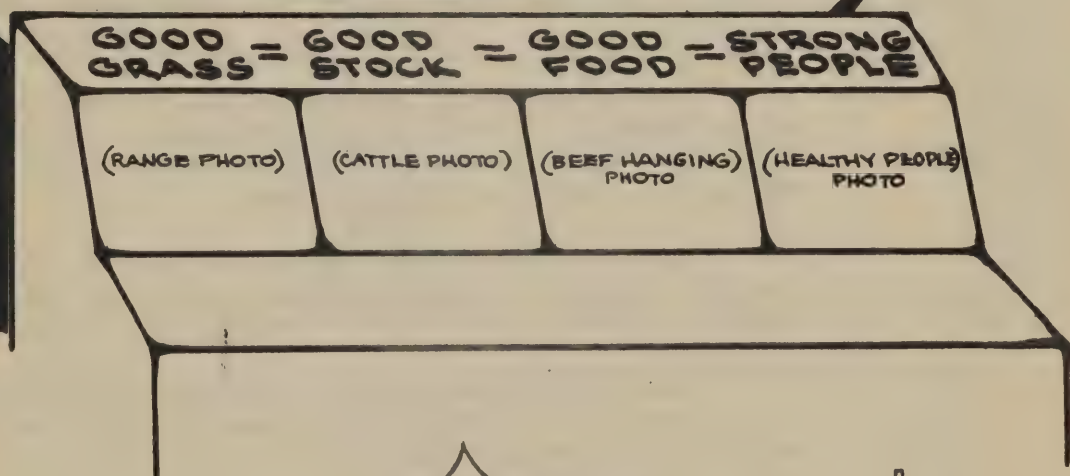 GOOD = GOOD = GOOD = STRONG
GRASS STOCK FOOD PEOPLE
(RANGE PHOTO) (CATTLE PHOTO) (BEEF HANGING) (HEALTHY PEOPLE)
PHOTO PHOTO